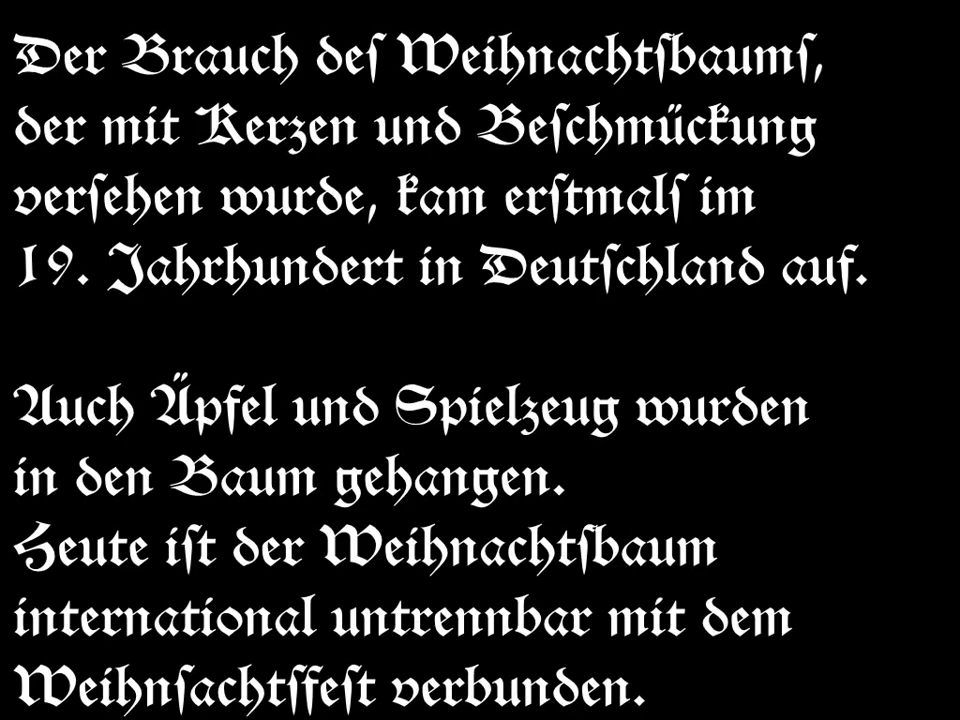 Der Brauch deſ Weihnachtſbaumſ,
der mit Kerzen und Beſchmückung
verſehen wurde, kam erſtmalſ im
19. Jahrhundert in Deutſchland auf.
Auch Äpfel und Spielzeug wurden
in den Baum gehangen.
Heute iſt der Weihnachtſbaum
international untrennbar mit dem
Weihnſachtſfeſt verbunden.